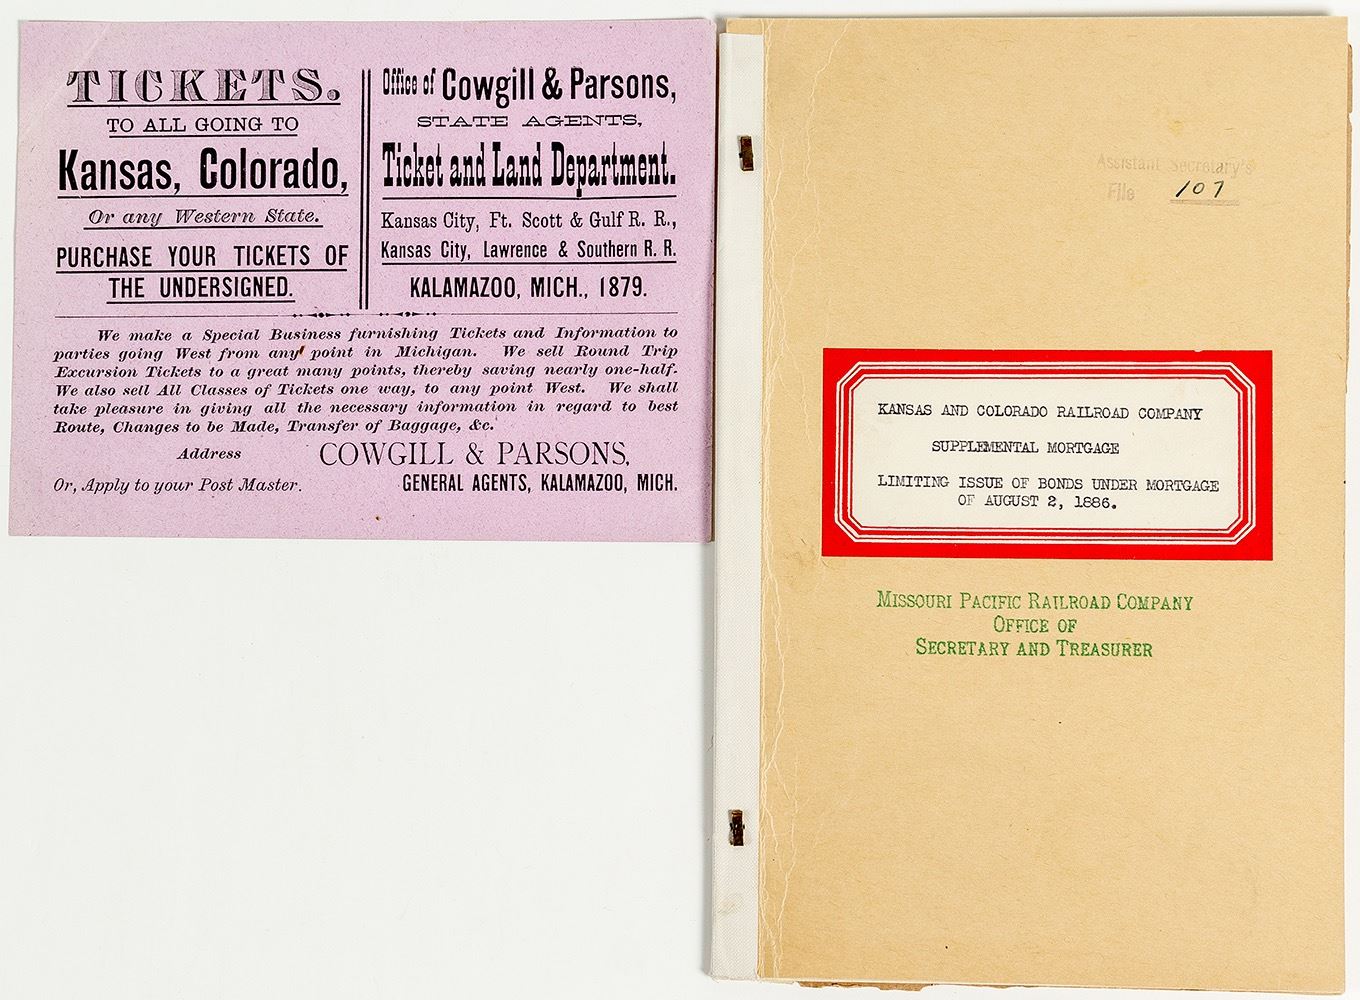 TICKETS.
TO ALL GOING TO
Kansas, Colorado,
Or any Western State.
PURCHASE YOUR TICKETS OF
THE UNDERSIGNED.
Office of Cowgill & Parsons,
STATE AGENTS,
Ticket and Land Department.
Kansas City, Ft. Scott & Gulf R. R.,
Kansas City, Lawrence & Southern R. R.
KALAMAZOO, MICH., 1879.
We make a Special Business furnishing Tickets and Information to
parties going West from any point in Michigan. We sell Round Trip
Excursion Tickets to a great many points, thereby saving nearly one-half.
We also sell All Classes of Tickets one way, to any point West. We shall
take pleasure in giving all the necessary information in regard to best
Route, Changes to be Made, Transfer of Baggage, &c.
Address COWGILL & PARSONS,
Or, Apply to your Post Master. GENERAL AGENTS, KALAMAZOO, MICH.
Assistant Secretary's
File 107
KANSAS AND COLORADO RAILROAD COMPANY
SUPPLEMENTAL MORTGAGE
LIMITING ISSUE OF BONDS UNDER MORTGAGE
OF AUGUST 2, 1886.
MISSOURI PACIFIC RAILROAD COMPANY
OFFICE OF
SECRETARY AND TREASURER